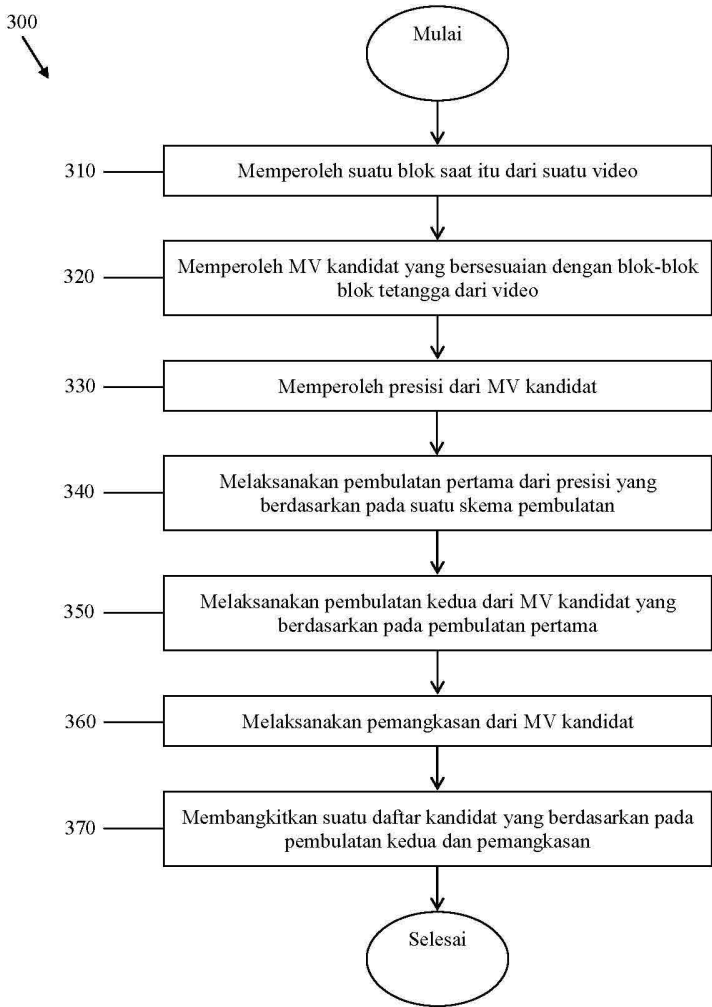 300
Mulai
310
Memperoleh suatu blok saat itu dari suatu video
320
Memperoleh MV kandidat yang bersesuaian dengan blok-blok
blok tetangga dari video
330
Memperoleh presisi dari MV kandidat
340
Melaksanakan pembulatan pertama dari presisi yang
berdasarkan pada suatu skema pembulatan
350
Melaksanakan pembulatan kedua dari MV kandidat yang
berdasarkan pada pembulatan pertama
360
Melaksanakan pemangkasan dari MV kandidat
370
Membangkitkan suatu daftar kandidat yang berdasarkan pada
pembulatan kedua dan pemangkasan
Selesai